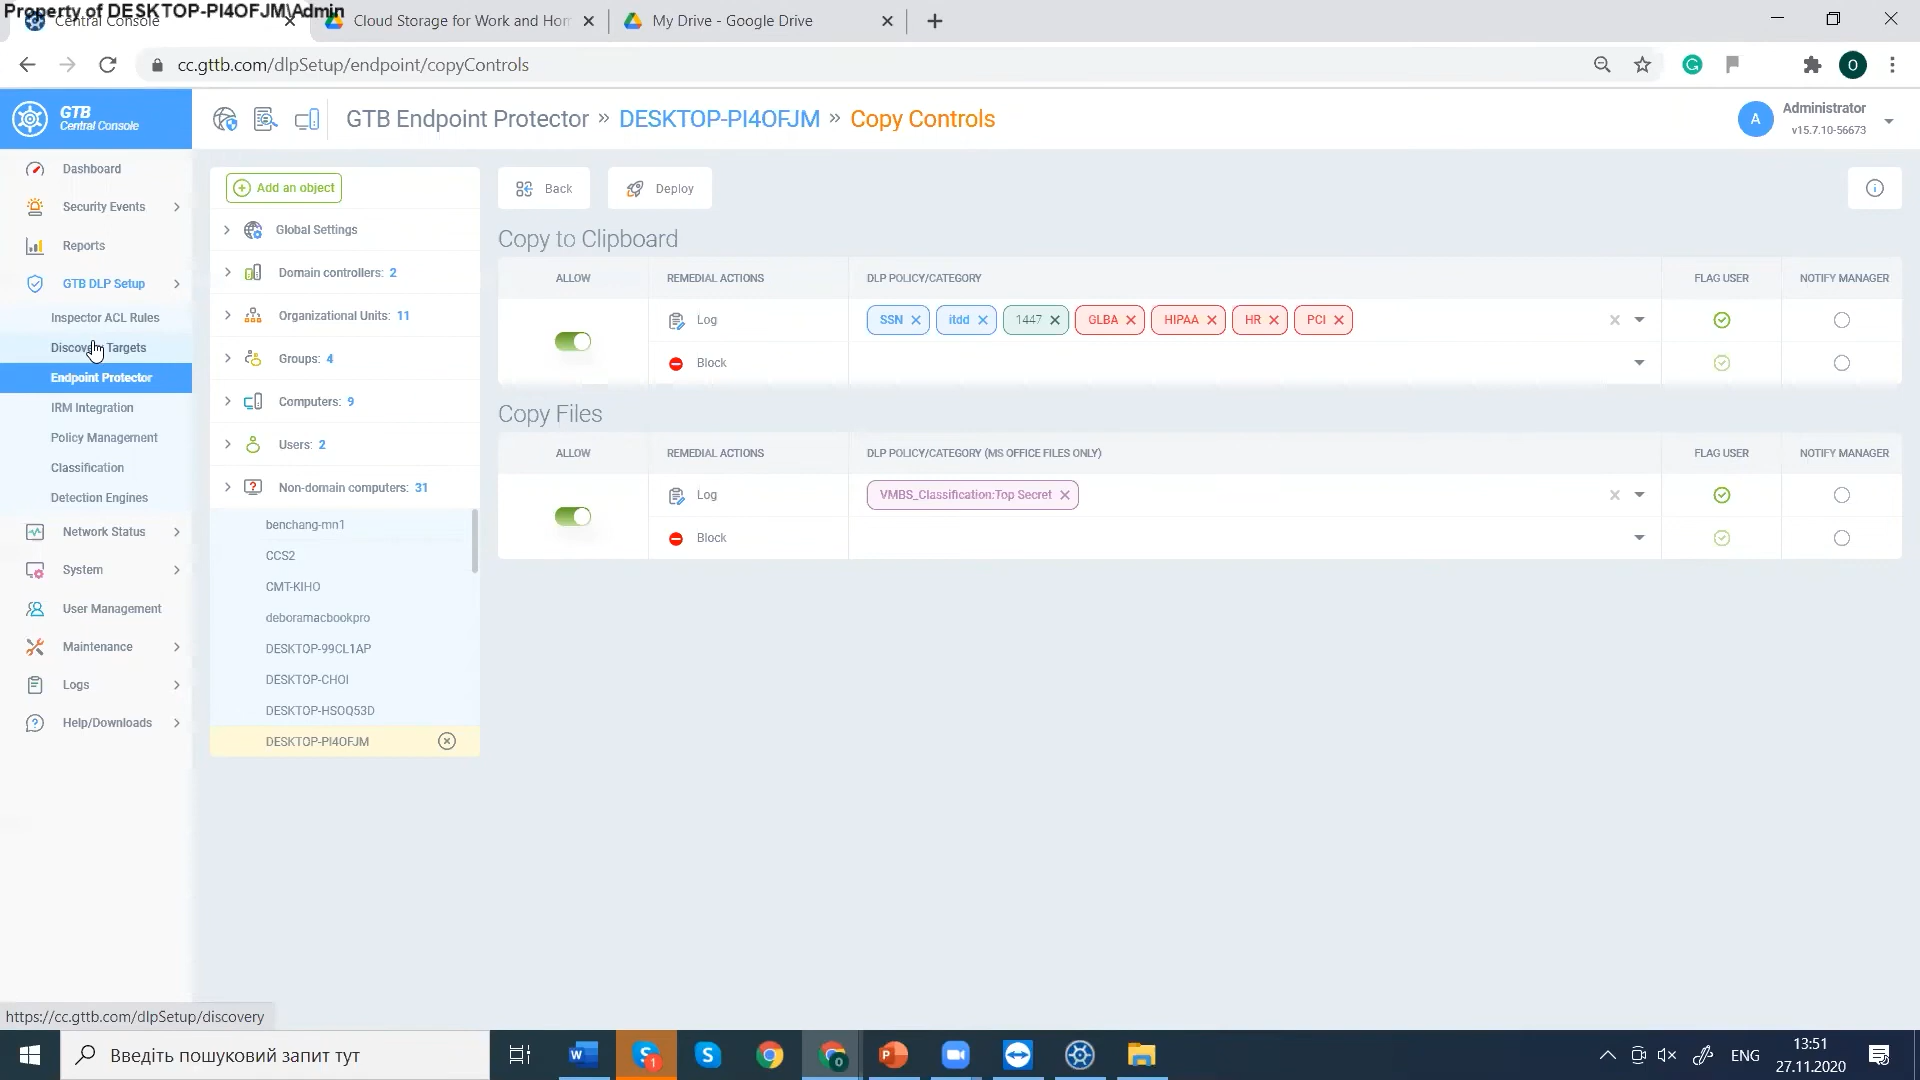 Property of DESKTOP-PI4OFJM\Admin
Central Console
Cloud Storage for Work and Hom
My Drive - Google Drive
cc.gttb.com/dlpSetup/endpoint/copyControls
O
GTB
Central Console
GTB Endpoint Protector » DESKTOP-PI4OFJM » Copy Controls
A
Administrator
v15.7.10-56673
Dashboard
Security Events
Reports
GTB DLP Setup
Inspector ACL Rules
Discovery Targets
Endpoint Protector
IRM Integration
Policy Management
Classification
Detection Engines
Network Status
System
User Management
Maintenance
Logs
Help/Downloads
Add an object
Global Settings
Domain controllers: 2
Organizational Units: 11
Groups: 4
Computers: 9
Users: 2
Non-domain computers: 31
benchang-mn1
CCS2
CMT-KIHO
deboramacbookpro
DESKTOP-99CL1AP
DESKTOP-CHOI
DESKTOP-HSOQ53D
DESKTOP-PI4OFJM
Back
Deploy
Copy to Clipboard
ALLOW REMEDIAL ACTIONS DLP POLICY/CATEGORY FLAG USER NOTIFY MANAGER
Log SSN itdd 1447 GLBA HIPAA HR PCI
Block
Copy Files
ALLOW REMEDIAL ACTIONS DLP POLICY/CATEGORY (MS OFFICE FILES ONLY) FLAG USER NOTIFY MANAGER
Log VMBS_Classification:Top Secret
Block
https://cc.gttb.com/dlpSetup/discovery
Введіть пошуковий запит тут
1
ENG
13:51
27.11.2020